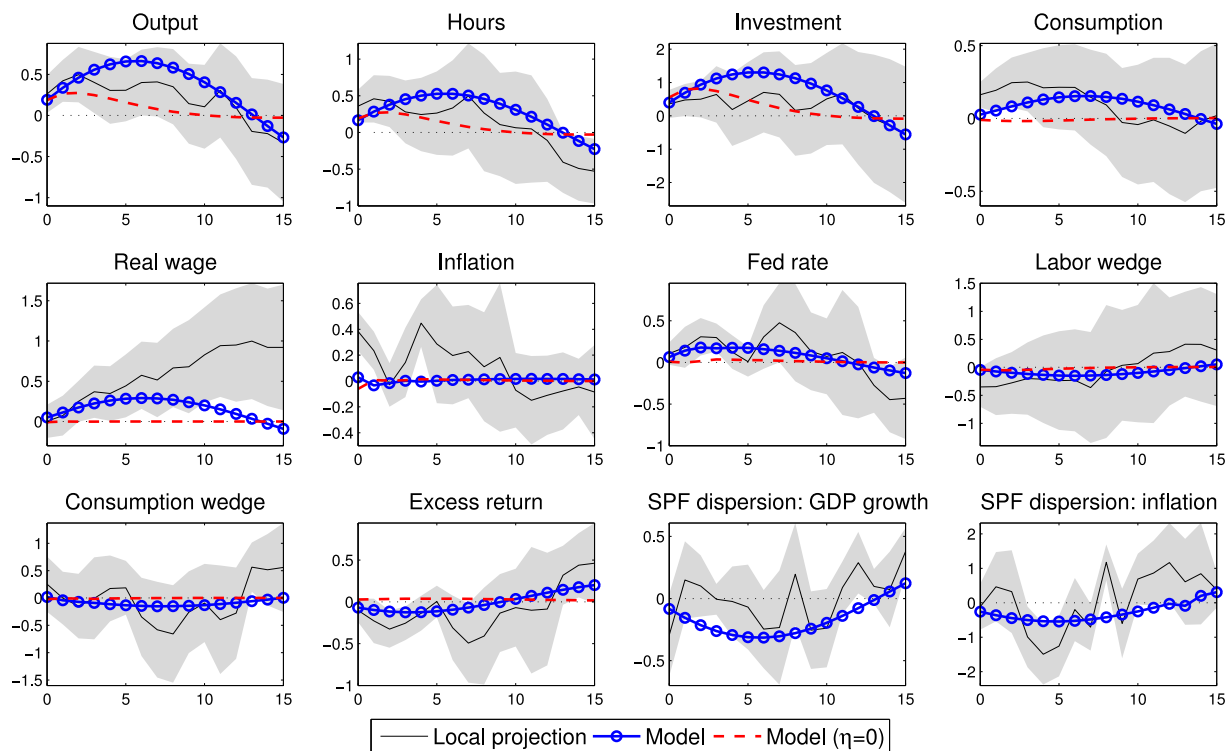 Output Hours Investment Consumption
0.5 1 2 0.5
0 0.5 1 0
−0.5 0 0 −0.5
−1 −0.5 −1
−1 −2
0 5 10 15 0 5 10 15 0 5 10 15 0 5 10 15
Real wage Inflation Fed rate Labor wedge
1.5 0.6 0.5 1.5
1 0.4 0 1
0.5 0.2 −0.5 0.5
0 0 −1 0
−0.2 −0.5
−0.4 −1
0 5 10 15 0 5 10 15 0 5 10 15 0 5 10 15
Consumption wedge Excess return SPF dispersion: GDP growth SPF dispersion: inflation
1 0.5 0.5 2
0.5 0 0 1
0 −0.5 −0.5 0
−0.5 −1 −1
−1 −2
−1.5
0 5 10 15 0 5 10 15 0 5 10 15 0 5 10 15
Local projection Model Model (η=0)